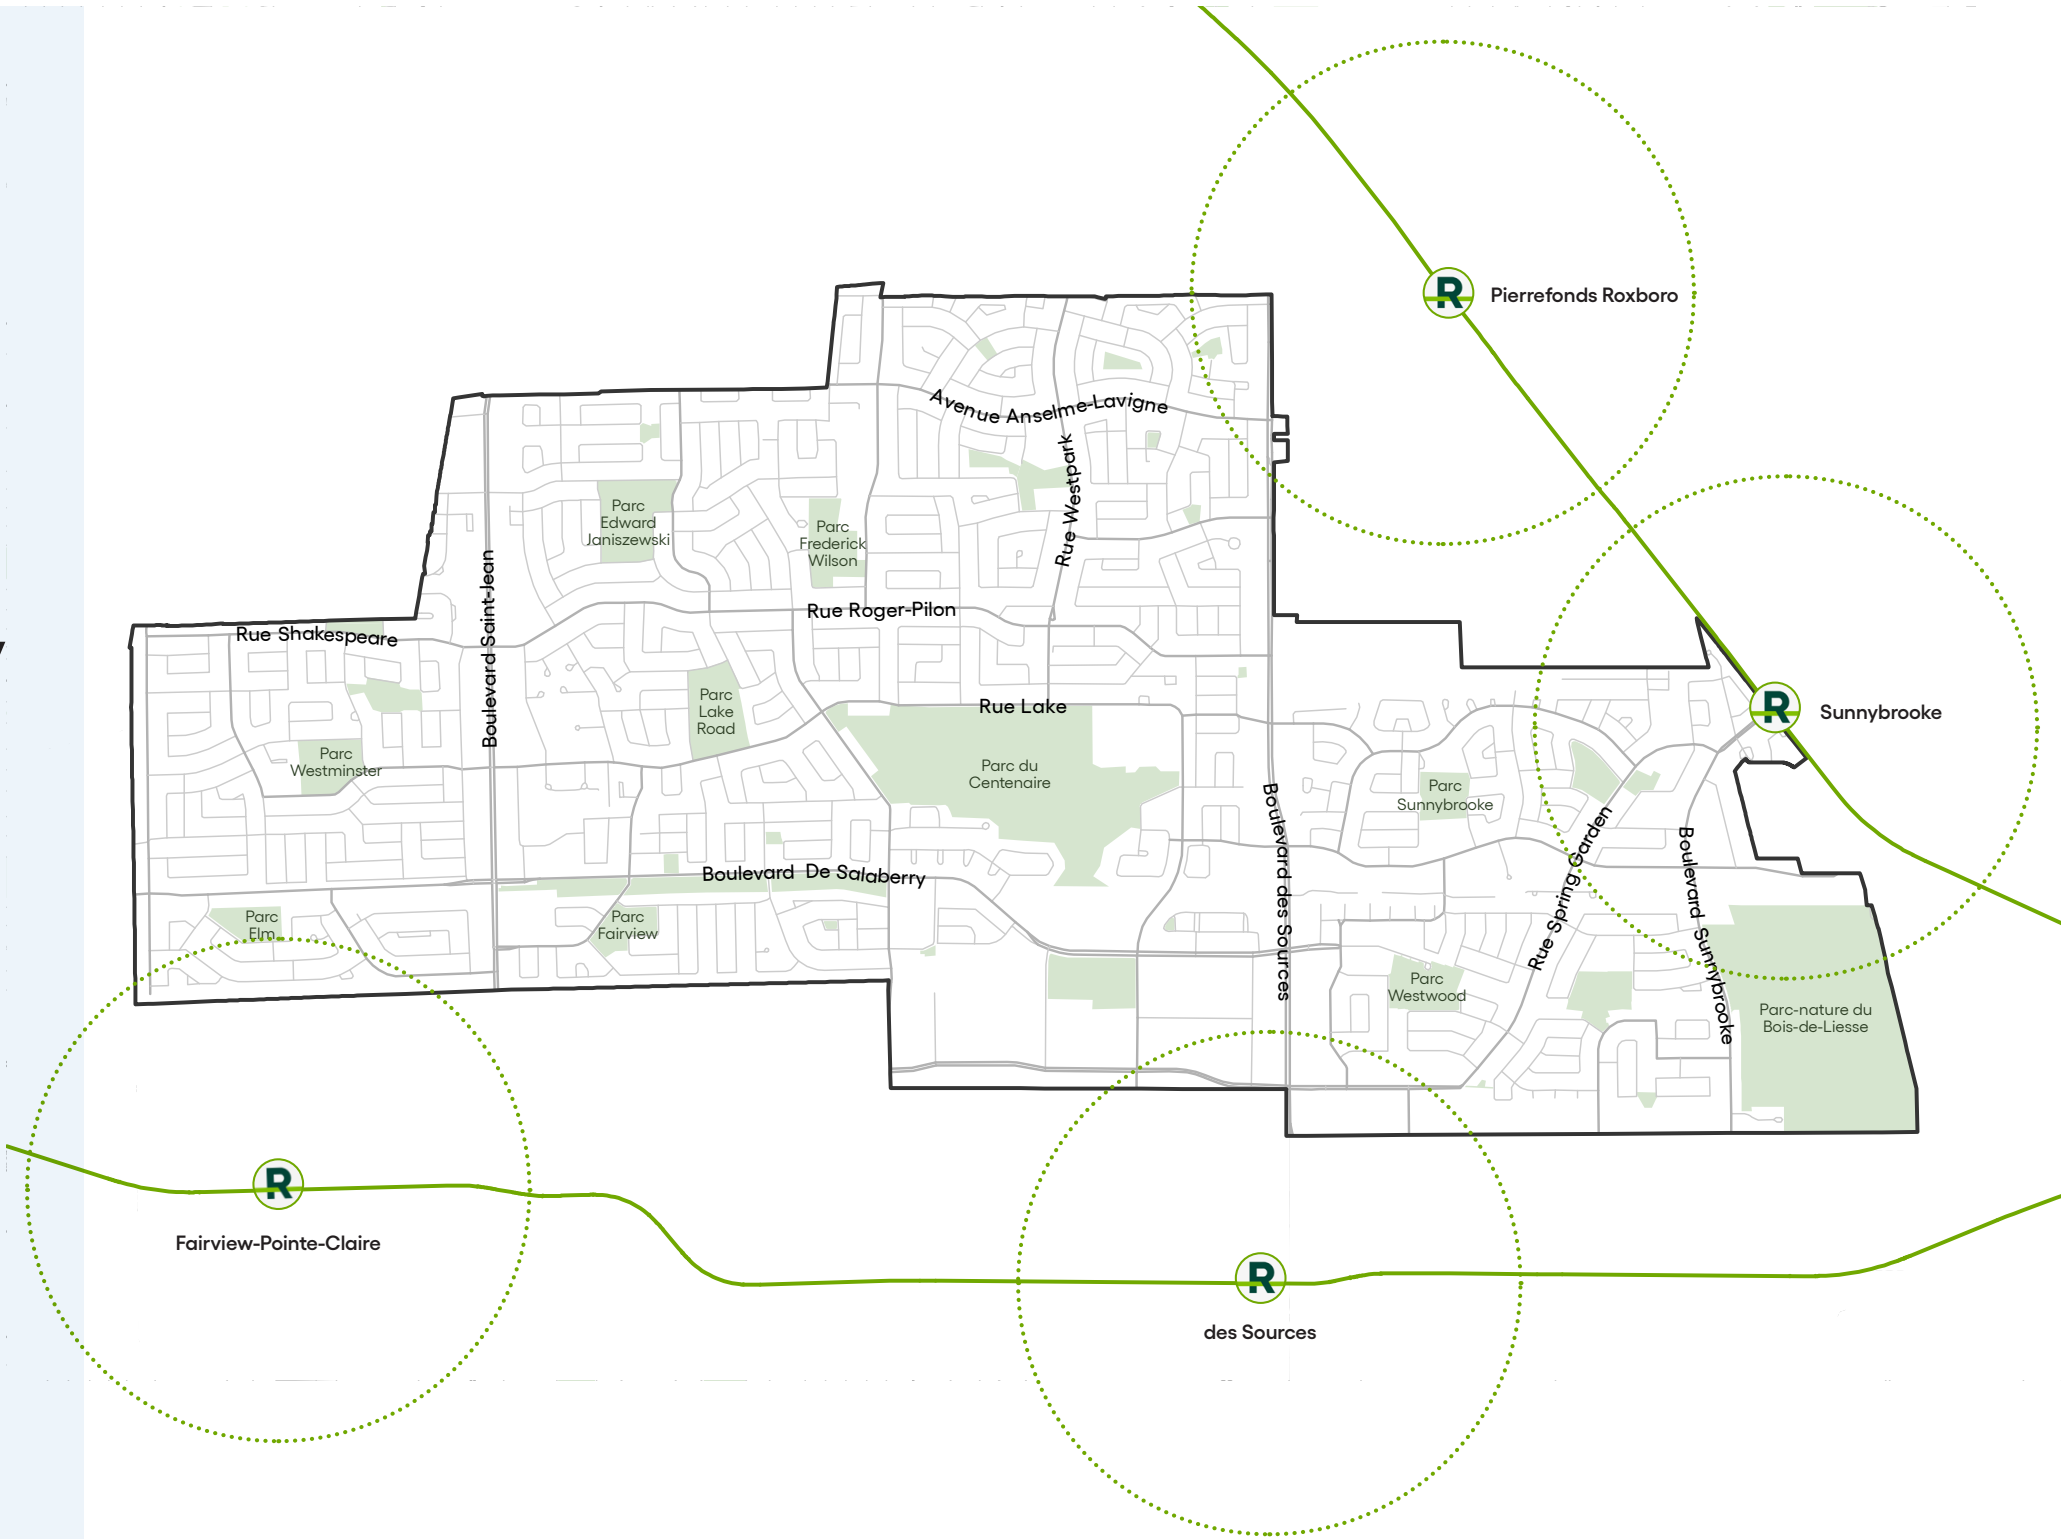 R
Pierrefonds Roxboro
Avenue Anselme-Lavigne
Rue Westpark
Parc
Edward
Janiszewski
Parc
Frederick
Wilson
Boulevard Saint-Jean
Rue Roger-Pilon
Rue Shakespeare
Parc
Lake
Road
Rue Lake
R
Sunnybrooke
Parc
Westminster
Parc du
Centenaire
Parc
Sunnybrooke
Boulevard des Sources
Rue Spring Garden
Boulevard Sunnybrooke
Boulevard De Salaberry
Parc
Elm
Parc
Fairview
Parc
Westwood
Parc-nature du
Bois-de-Liesse
R
Fairview-Pointe-Claire
R
des Sources